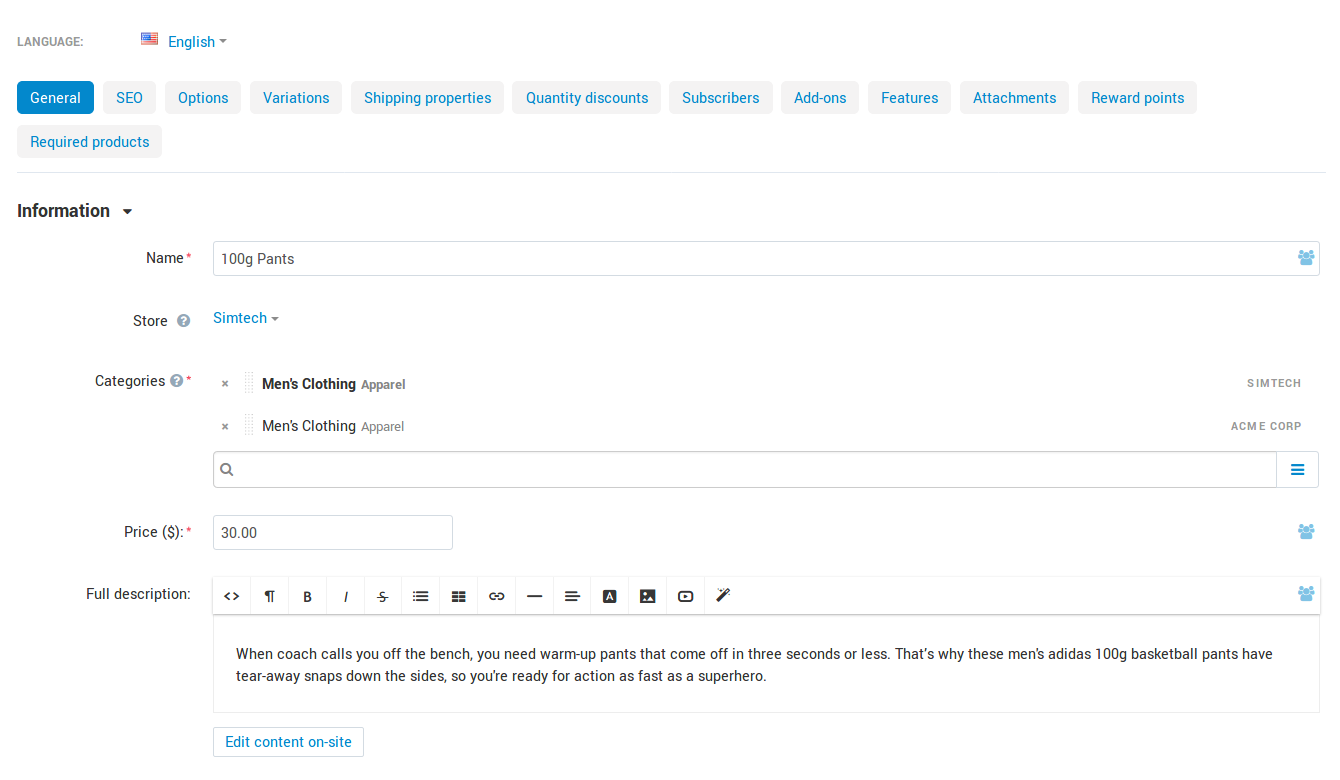 LANGUAGE: English
General SEO Options Variations Shipping properties Quantity discounts Subscribers Add-ons Features Attachments Reward points
Required products
Information
Name* 100g Pants
Store ? Simtech
Categories ?* × Men's Clothing Apparel SIMTECH
× Men's Clothing Apparel ACME CORP
Price ($):* 30.00
Full description: <> ¶ B I S A
When coach calls you off the bench, you need warm-up pants that come off in three seconds or less. That’s why these men's adidas 100g basketball pants have
tear-away snaps down the sides, so you're ready for action as fast as a superhero.
Edit content on-site